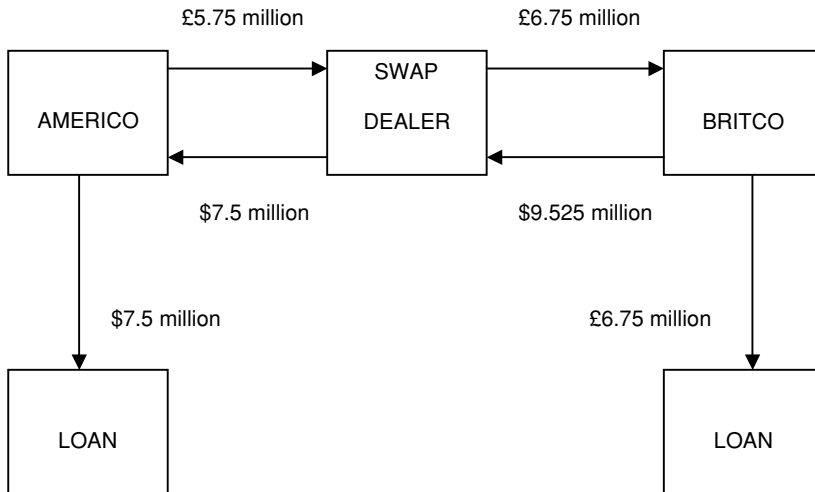 £5.75 million
£6.75 million
AMERICO
SWAP
DEALER
BRITCO
$7.5 million
$9.525 million
$7.5 million
£6.75 million
LOAN
LOAN